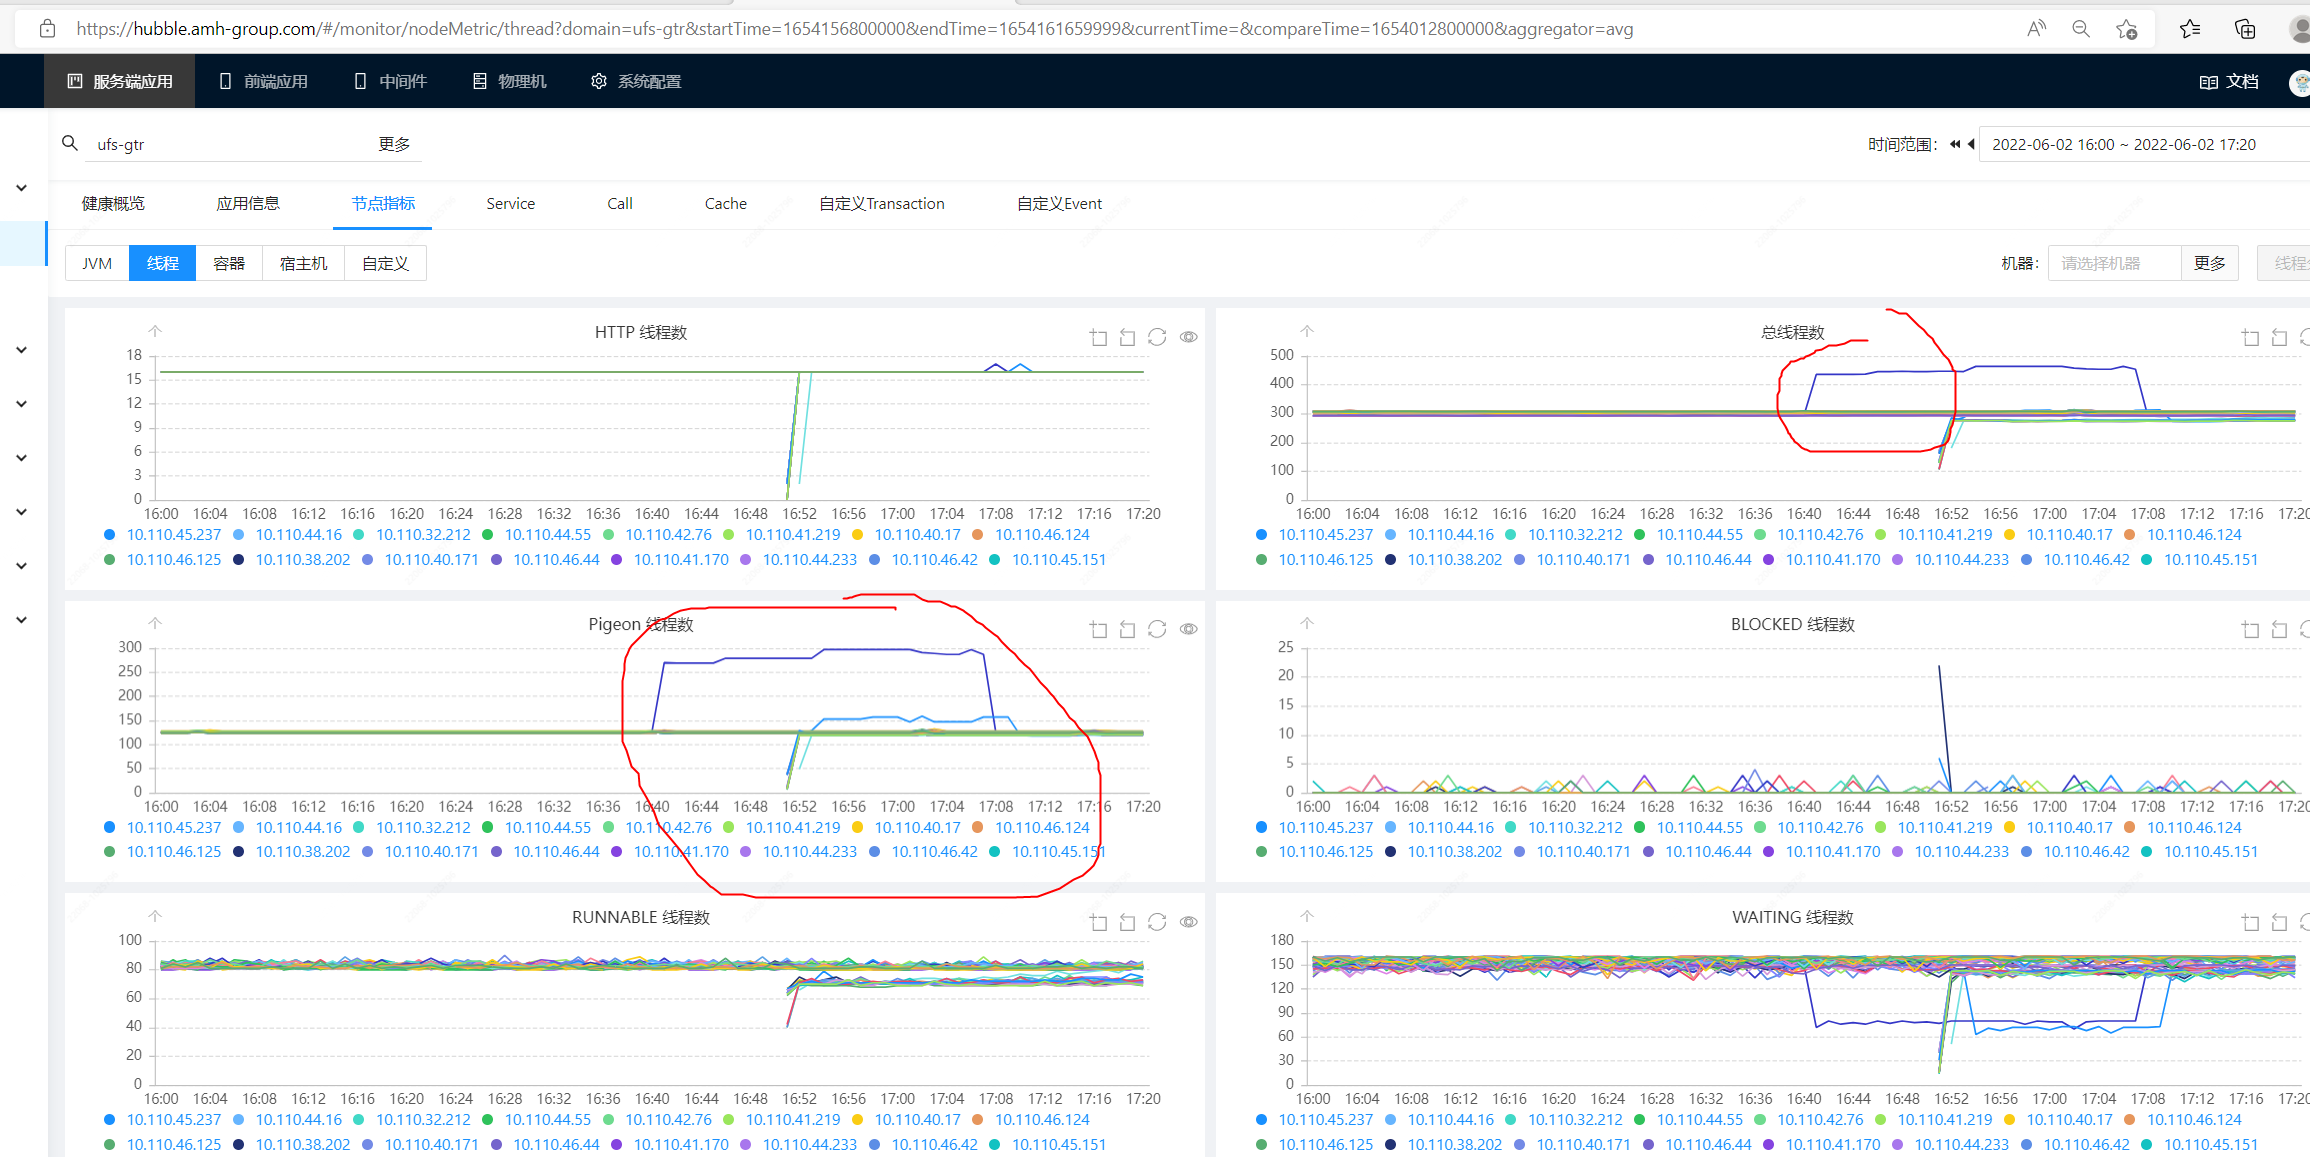 https://hubble.amh-group.com/#/monitor/nodeMetric/thread?domain=ufs-gtr&startTime=1654156800000&endTime=1654161659999&currentTime=&compareTime=1654012800000&aggregator=avg
服务端应用 前端应用 中间件 物理机 系统配置 文档
ufs-gtr 更多 时间范围: 2022-06-02 16:00 ~ 2022-06-02 17:20
健康概览 应用信息 节点指标 Service Call Cache 自定义Transaction 自定义Event
JVM 线程 容器 宿主机 自定义 机器: 请选择机器 更多 线程
HTTP 线程数
18
15
12
9
6
3
0
16:00 16:04 16:08 16:12 16:16 16:20 16:24 16:28 16:32 16:36 16:40 16:44 16:48 16:52 16:56 17:00 17:04 17:08 17:12 17:16 17:20
10.110.45.237 10.110.44.16 10.110.32.212 10.110.44.55 10.110.42.76 10.110.41.219 10.110.40.17 10.110.46.124
10.110.46.125 10.110.38.202 10.110.40.171 10.110.46.44 10.110.41.170 10.110.44.233 10.110.46.42 10.110.45.151
总线程数
500
400
300
200
100
0
16:00 16:04 16:08 16:12 16:16 16:20 16:24 16:28 16:32 16:36 16:40 16:44 16:48 16:52 16:56 17:00 17:04 17:08 17:12 17:16 17:20
10.110.45.237 10.110.44.16 10.110.32.212 10.110.44.55 10.110.42.76 10.110.41.219 10.110.40.17 10.110.46.124
10.110.46.125 10.110.38.202 10.110.40.171 10.110.46.44 10.110.41.170 10.110.44.233 10.110.46.42 10.110.45.151
Pigeon 线程数
300
250
200
150
100
50
0
16:00 16:04 16:08 16:12 16:16 16:20 16:24 16:28 16:32 16:36 16:40 16:44 16:48 16:52 16:56 17:00 17:04 17:08 17:12 17:16 17:20
10.110.45.237 10.110.44.16 10.110.32.212 10.110.44.55 10.110.42.76 10.110.41.219 10.110.40.17 10.110.46.124
10.110.46.125 10.110.38.202 10.110.40.171 10.110.46.44 10.110.41.170 10.110.44.233 10.110.46.42 10.110.45.151
BLOCKED 线程数
25
20
15
10
5
0
16:00 16:04 16:08 16:12 16:16 16:20 16:24 16:28 16:32 16:36 16:40 16:44 16:48 16:52 16:56 17:00 17:04 17:08 17:12 17:16 17:20
10.110.45.237 10.110.44.16 10.110.32.212 10.110.44.55 10.110.42.76 10.110.41.219 10.110.40.17 10.110.46.124
10.110.46.125 10.110.38.202 10.110.40.171 10.110.46.44 10.110.41.170 10.110.44.233 10.110.46.42 10.110.45.151
RUNNABLE 线程数
100
80
60
40
20
0
16:00 16:04 16:08 16:12 16:16 16:20 16:24 16:28 16:32 16:36 16:40 16:44 16:48 16:52 16:56 17:00 17:04 17:08 17:12 17:16 17:20
10.110.45.237 10.110.44.16 10.110.32.212 10.110.44.55 10.110.42.76 10.110.41.219 10.110.40.17 10.110.46.124
10.110.46.125 10.110.38.202 10.110.40.171 10.110.46.44 10.110.41.170 10.110.44.233 10.110.46.42 10.110.45.151
WAITING 线程数
180
150
120
90
60
30
0
16:00 16:04 16:08 16:12 16:16 16:20 16:24 16:28 16:32 16:36 16:40 16:44 16:48 16:52 16:56 17:00 17:04 17:08 17:12 17:16 17:20
10.110.45.237 10.110.44.16 10.110.32.212 10.110.44.55 10.110.42.76 10.110.41.219 10.110.40.17 10.110.46.124
10.110.46.125 10.110.38.202 10.110.40.171 10.110.46.44 10.110.41.170 10.110.44.233 10.110.46.42 10.110.45.151